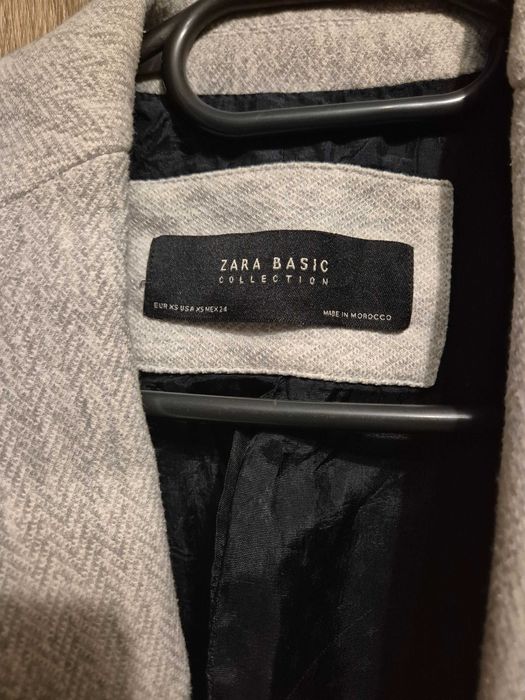 ZARA BASIC
COLLECTION
EUR XS USA XS MEX 24
MADE IN MOROCCO